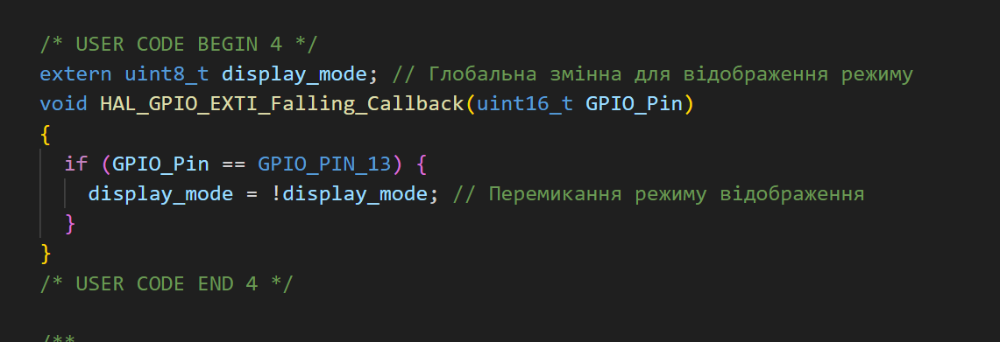 /* USER CODE BEGIN 4 */
extern uint8_t display_mode; // Глобальна змінна для відображення режиму
void HAL_GPIO_EXTI_Falling_Callback(uint16_t GPIO_Pin)
{
  if (GPIO_Pin == GPIO_PIN_13) {
    display_mode = !display_mode; // Перемикання режиму відображення
  }
}
/* USER CODE END 4 */
/**